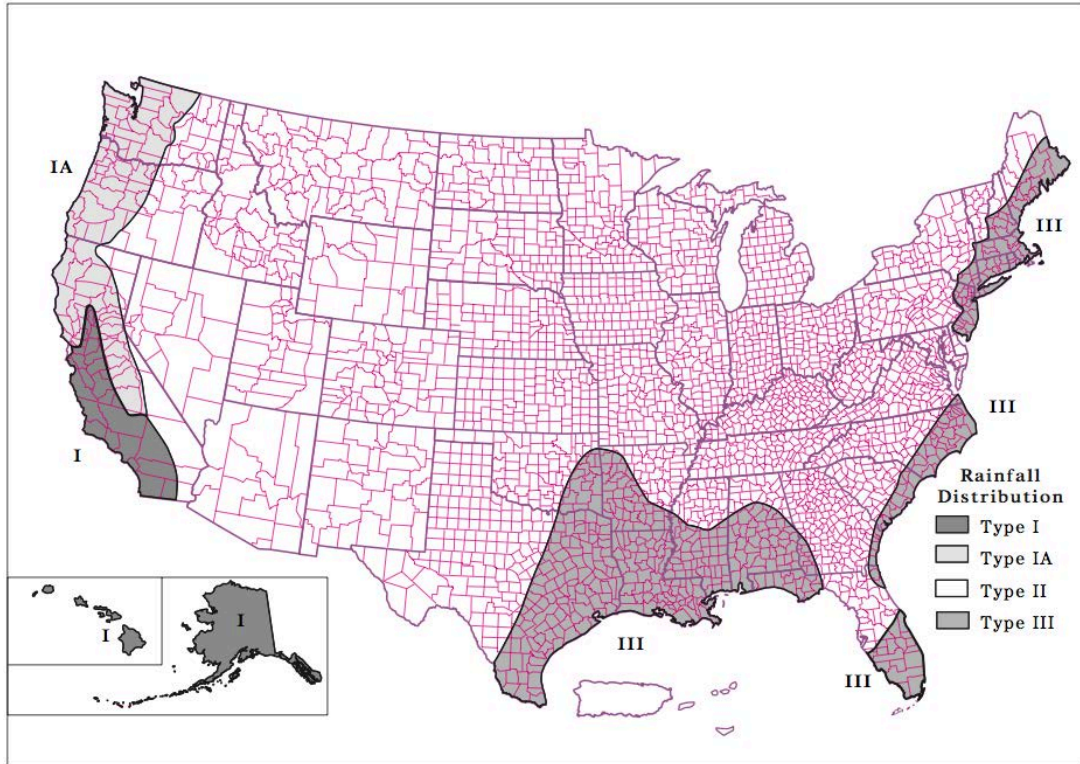 IA
III
III
Rainfall
Distribution
Type I
Type IA
Type II
Type III
I
I
I
III
III